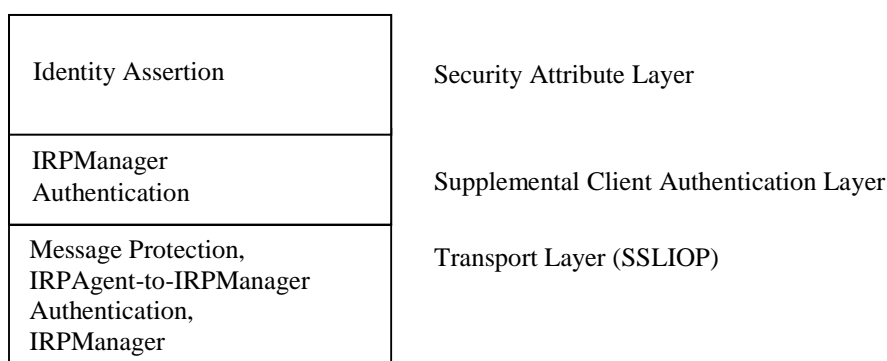 Identity Assertion
Security Attribute Layer
IRPManager
Authentication
Supplemental Client Authentication Layer
Message Protection,
IRPAgent-to-IRPManager
Authentication,
IRPManager
Transport Layer (SSLIOP)